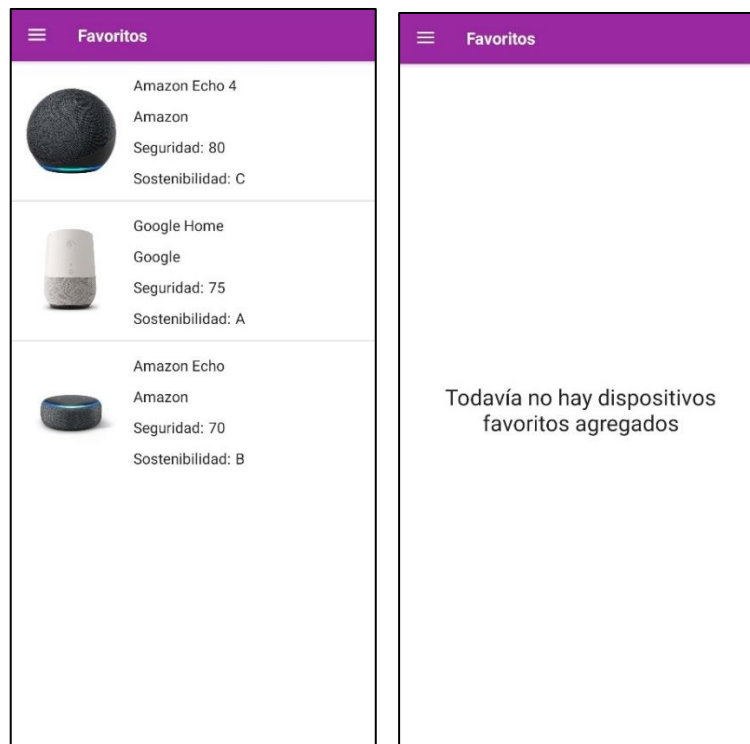 Favoritos
Amazon Echo 4
Amazon
Seguridad: 80
Sostenibilidad: C
Google Home
Google
Seguridad: 75
Sostenibilidad: A
Amazon Echo
Amazon
Seguridad: 70
Sostenibilidad: B
Favoritos
Todavía no hay dispositivos
favoritos agregados